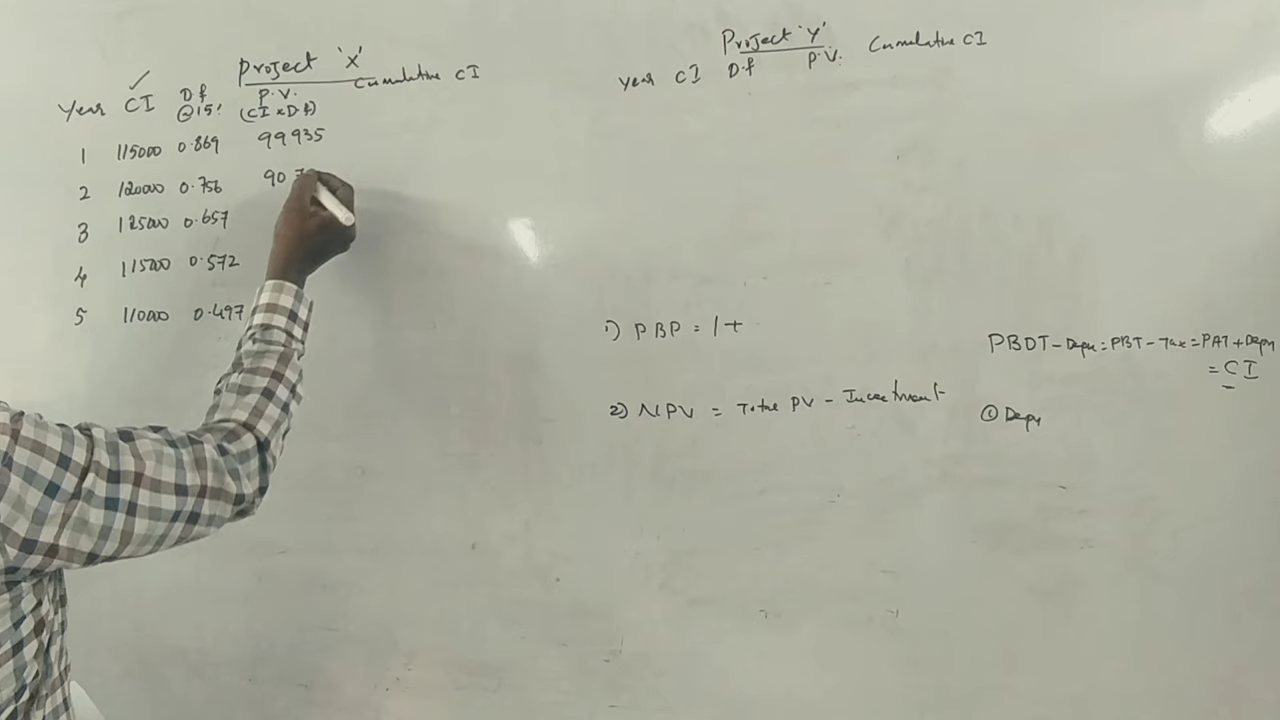 Project 'X'
Year CI D.f @15! P.V. (CI x D.f) Cumulative CI
1 115000 0.869 99935
2 120000 0.756 90
3 125000 0.657
4 115000 0.572
5 110000 0.497
Project 'Y'
Year CI D.f P.V. Cumulative CI
1) PBP = 1+
2) NPV = Total PV - Investment
PBDT - Depn = PBT - Tax = PAT + Depn
= CI
① Depn